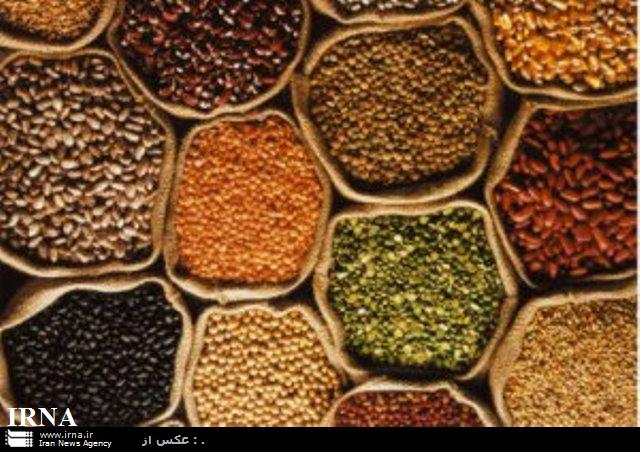 IRNA
www.irna.ir
Iran News Agency
عکس از : .